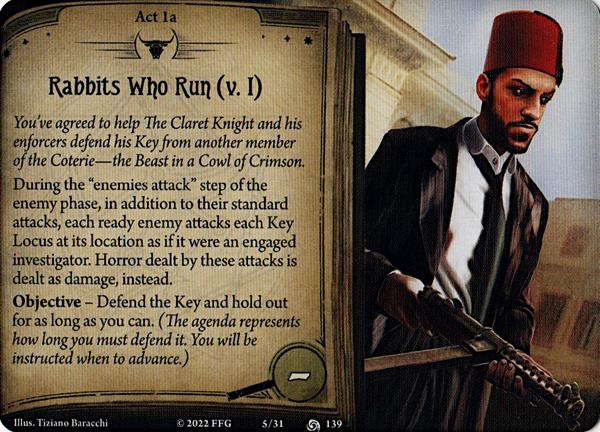 Act 1a
Rabbits Who Run (v. I)
You've agreed to help The Claret Knight and his
enforcers defend his Key from another member
of the Coterie—the Beast in a Cowl of Crimson.
During the “enemies attack” step of the
enemy phase, in addition to their standard
attacks, each ready enemy attacks each Key
Locus at its location as if it were an engaged
investigator. Horror dealt by these attacks is
dealt as damage, instead.
Objective – Defend the Key and hold out
for as long as you can. (The agenda represents
how long you must defend it. You will be
instructed when to advance.)
–
Illus. Tiziano Baracchi © 2022 FFG 5/31 139